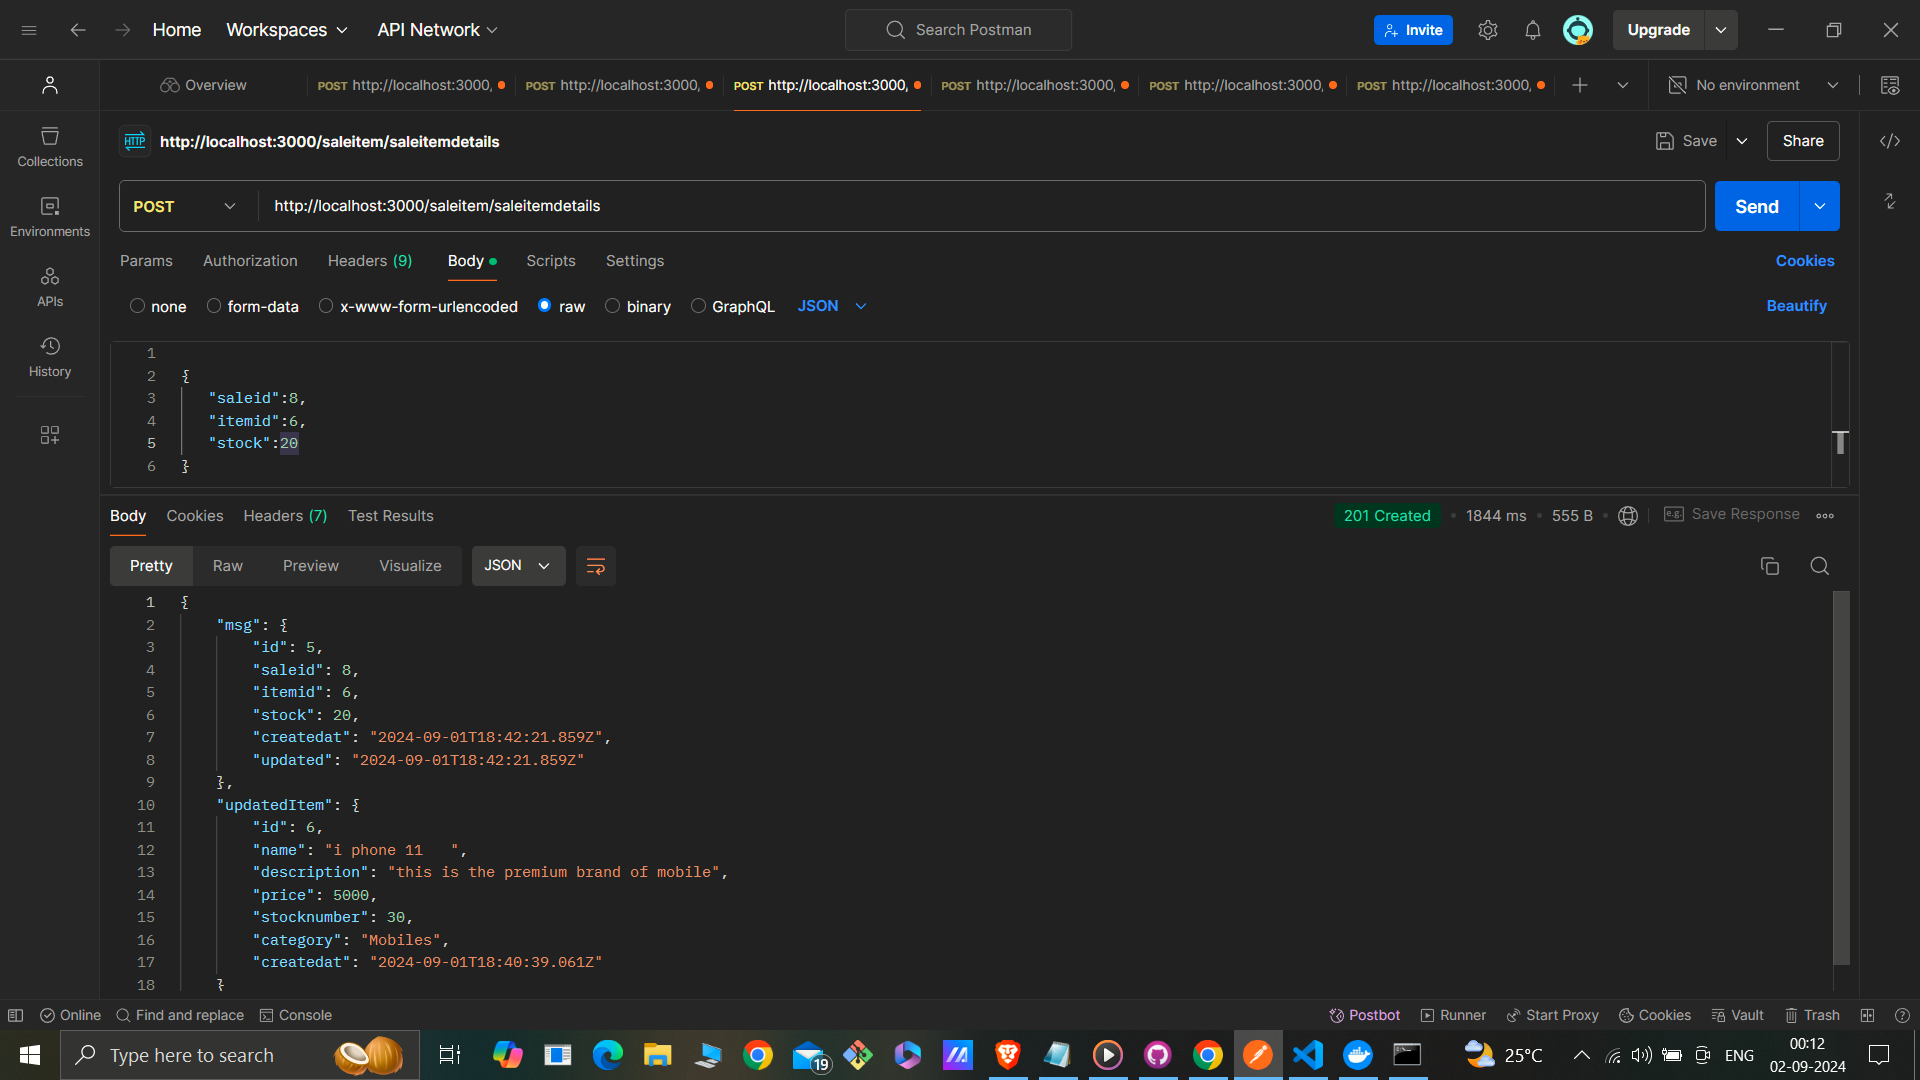 Home Workspaces API Network Search Postman Invite Upgrade
Overview POST http://localhost:3000, POST http://localhost:3000, POST http://localhost:3000, POST http://localhost:3000, POST http://localhost:3000, POST http://localhost:3000, No environment
HTTP http://localhost:3000/saleitem/saleitemdetails Save Share
Collections
Environments
APIs
History
POST http://localhost:3000/saleitem/saleitemdetails Send
Params Authorization Headers (9) Body Scripts Settings Cookies
none form-data x-www-form-urlencoded raw binary GraphQL JSON Beautify
1
2 {
3 "saleid":8,
4 "itemid":6,
5 "stock":20
6 }
Body Cookies Headers (7) Test Results 201 Created • 1844 ms • 555 B • e.g. Save Response
Pretty Raw Preview Visualize JSON
1 {
2 "msg": {
3 "id": 5,
4 "saleid": 8,
5 "itemid": 6,
6 "stock": 20,
7 "createdat": "2024-09-01T18:42:21.859Z",
8 "updated": "2024-09-01T18:42:21.859Z"
9 },
10 "updatedItem": {
11 "id": 6,
12 "name": "i phone 11   ",
13 "description": "this is the premium brand of mobile",
14 "price": 5000,
15 "stocknumber": 30,
16 "category": "Mobiles",
17 "createdat": "2024-09-01T18:40:39.061Z"
18 }
Online Find and replace Console Postbot Runner Start Proxy Cookies Vault Trash
Type here to search 19 25°C ENG 00:12
02-09-2024